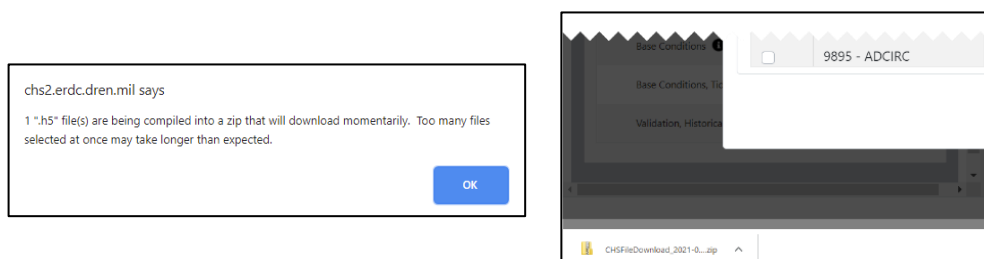 chs2.erdc.dren.mil says
1 ".h5" file(s) are being compiled into a zip that will download momentarily. Too many files
selected at once may take longer than expected.
OK
Base Conditions
9895 - ADCIRC
Base Conditions, Tid
Validation, Historica
CHSFileDownload_2021-0....zip